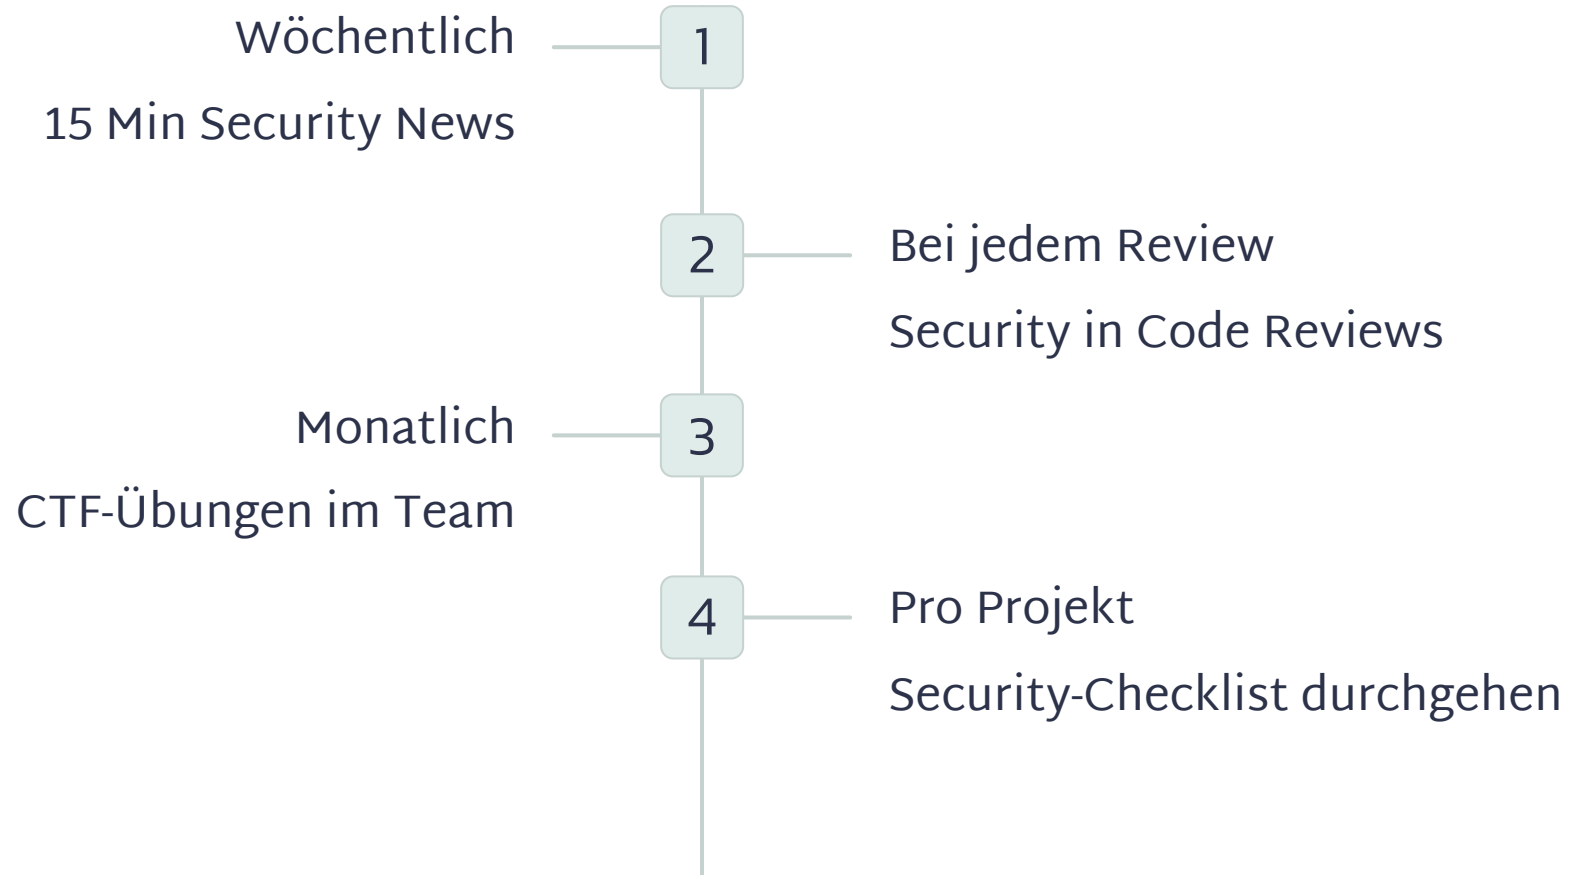 Wöchentlich
1
15 Min Security News
2
Bei jedem Review
Security in Code Reviews
Monatlich
3
CTF-Übungen im Team
4
Pro Projekt
Security-Checklist durchgehen